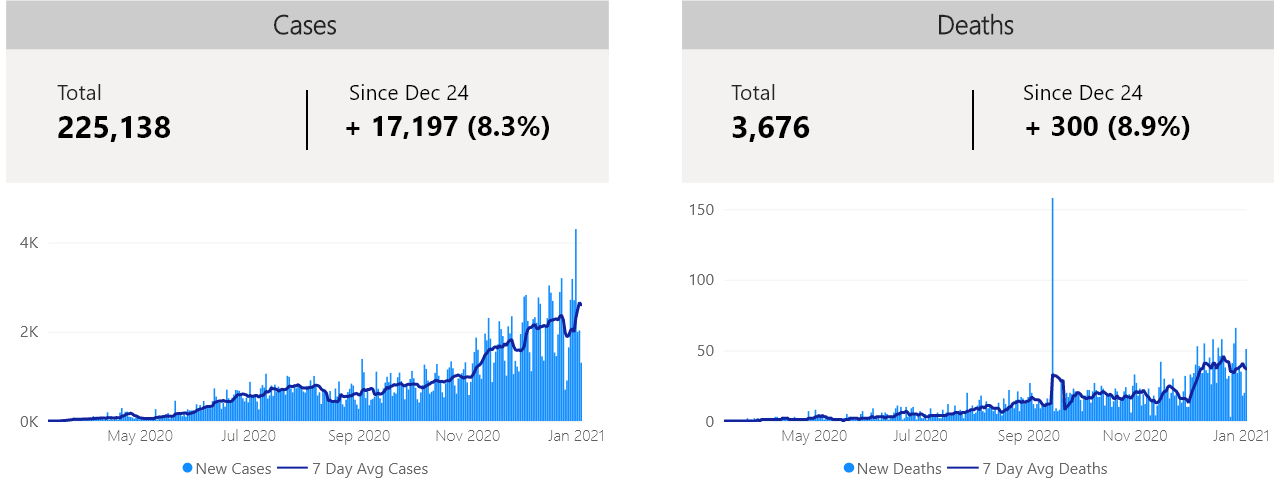 Cases
Total
225,138
Since Dec 24
+ 17,197 (8.3%)
4K
2K
0K
May 2020 Jul 2020 Sep 2020 Nov 2020 Jan 2021
New Cases 7 Day Avg Cases
Deaths
Total
3,676
Since Dec 24
+ 300 (8.9%)
150
100
50
0
May 2020 Jul 2020 Sep 2020 Nov 2020 Jan 2021
New Deaths 7 Day Avg Deaths